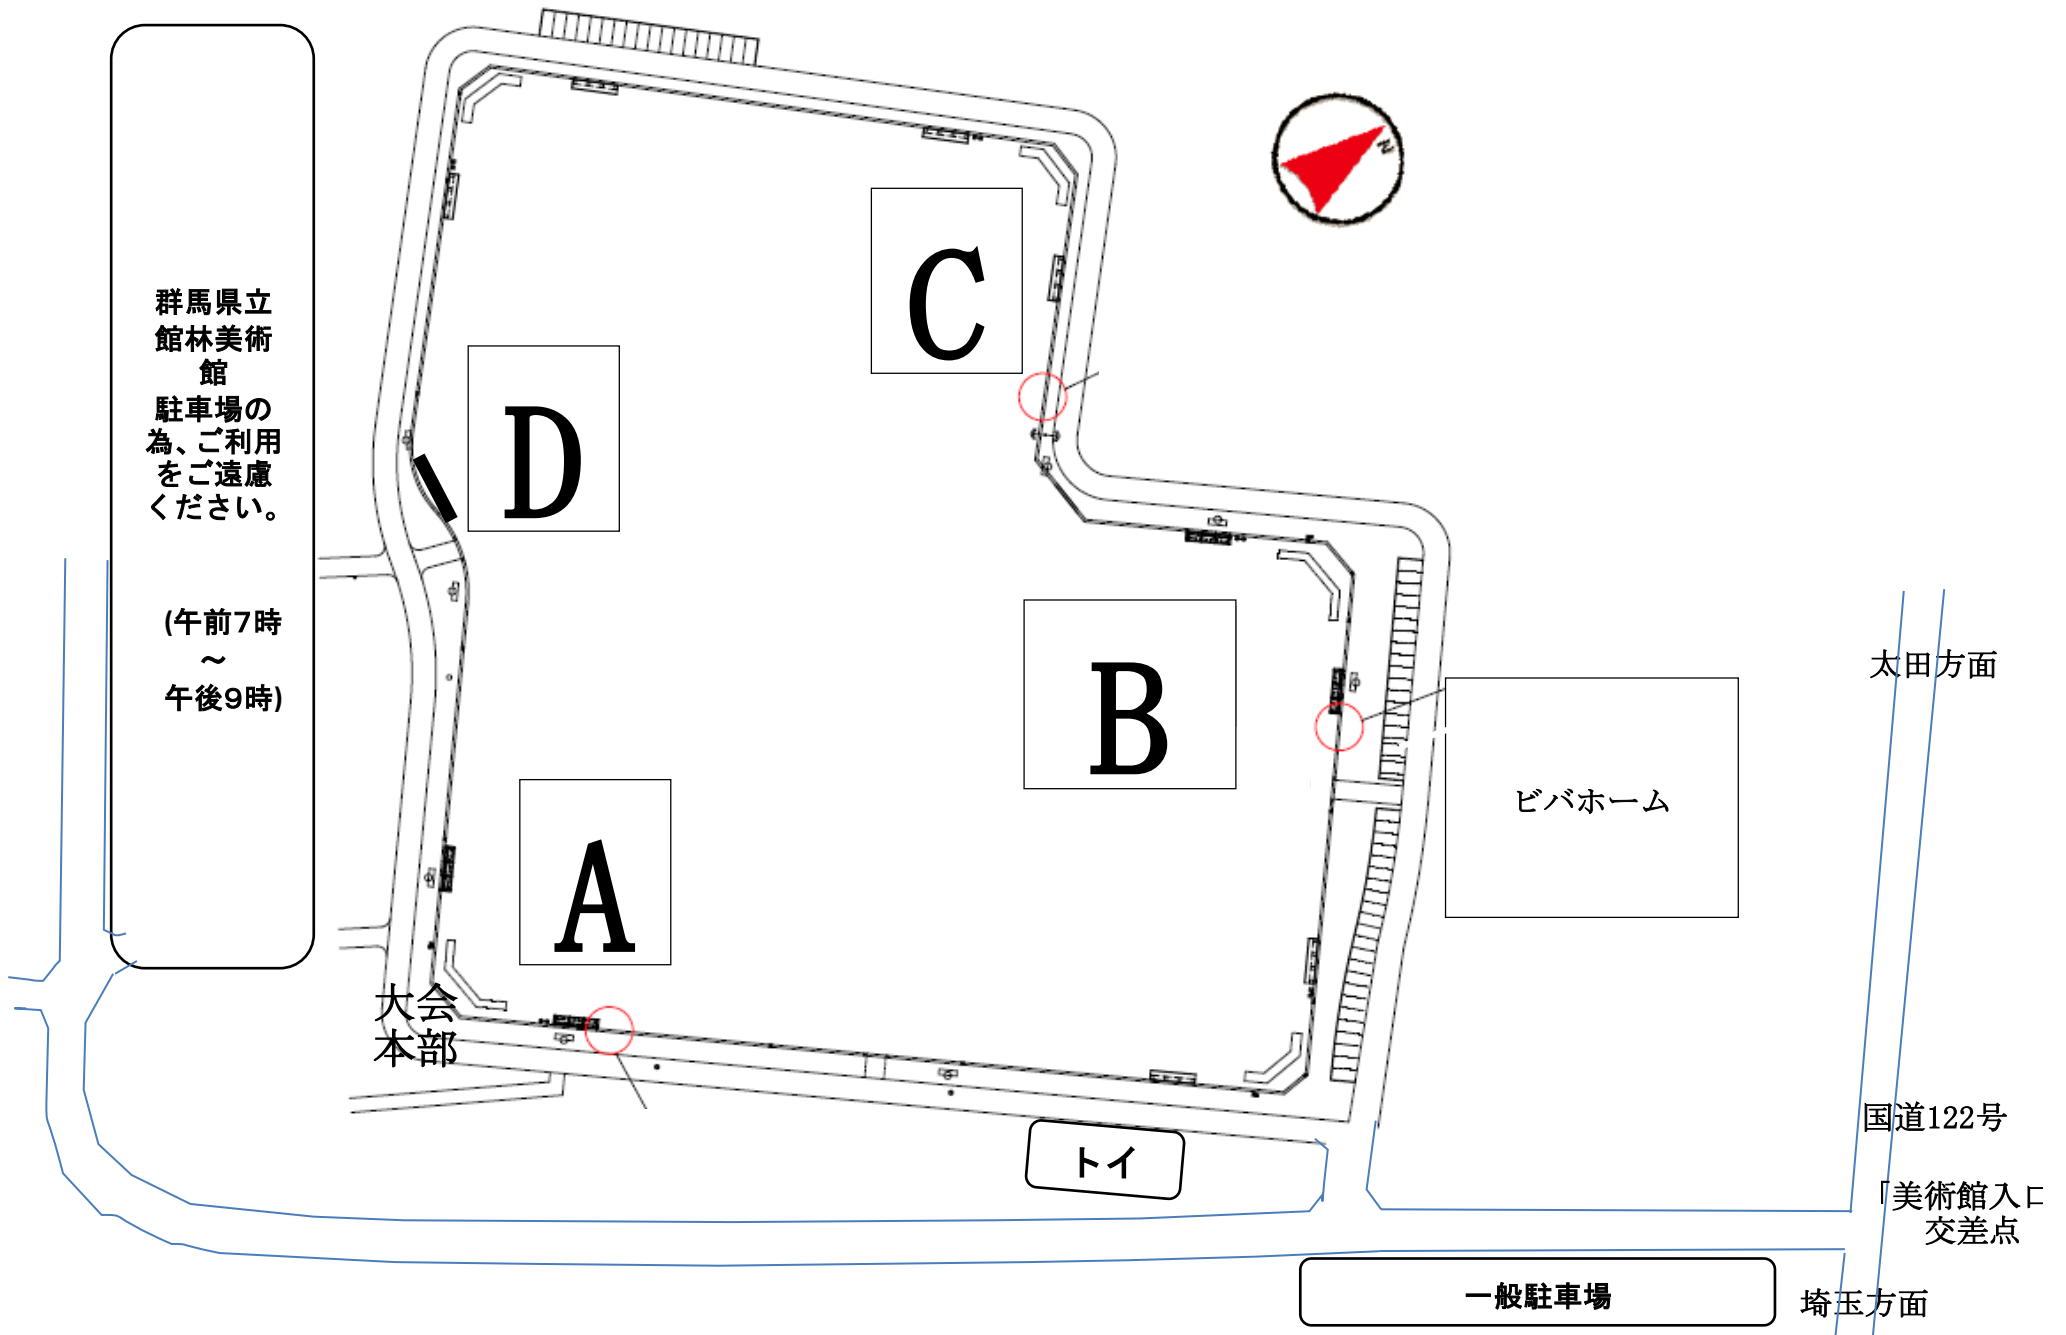 群馬県立
館林美術
館
駐車場の
為、ご利用
をご遠慮
ください。
(午前7時
～
午後9時)
C
N
D
B
A
太田方面
ビバホーム
大会
本部
トイ
国道122号
「美術館入口
交差点
一般駐車場
埼玉方面